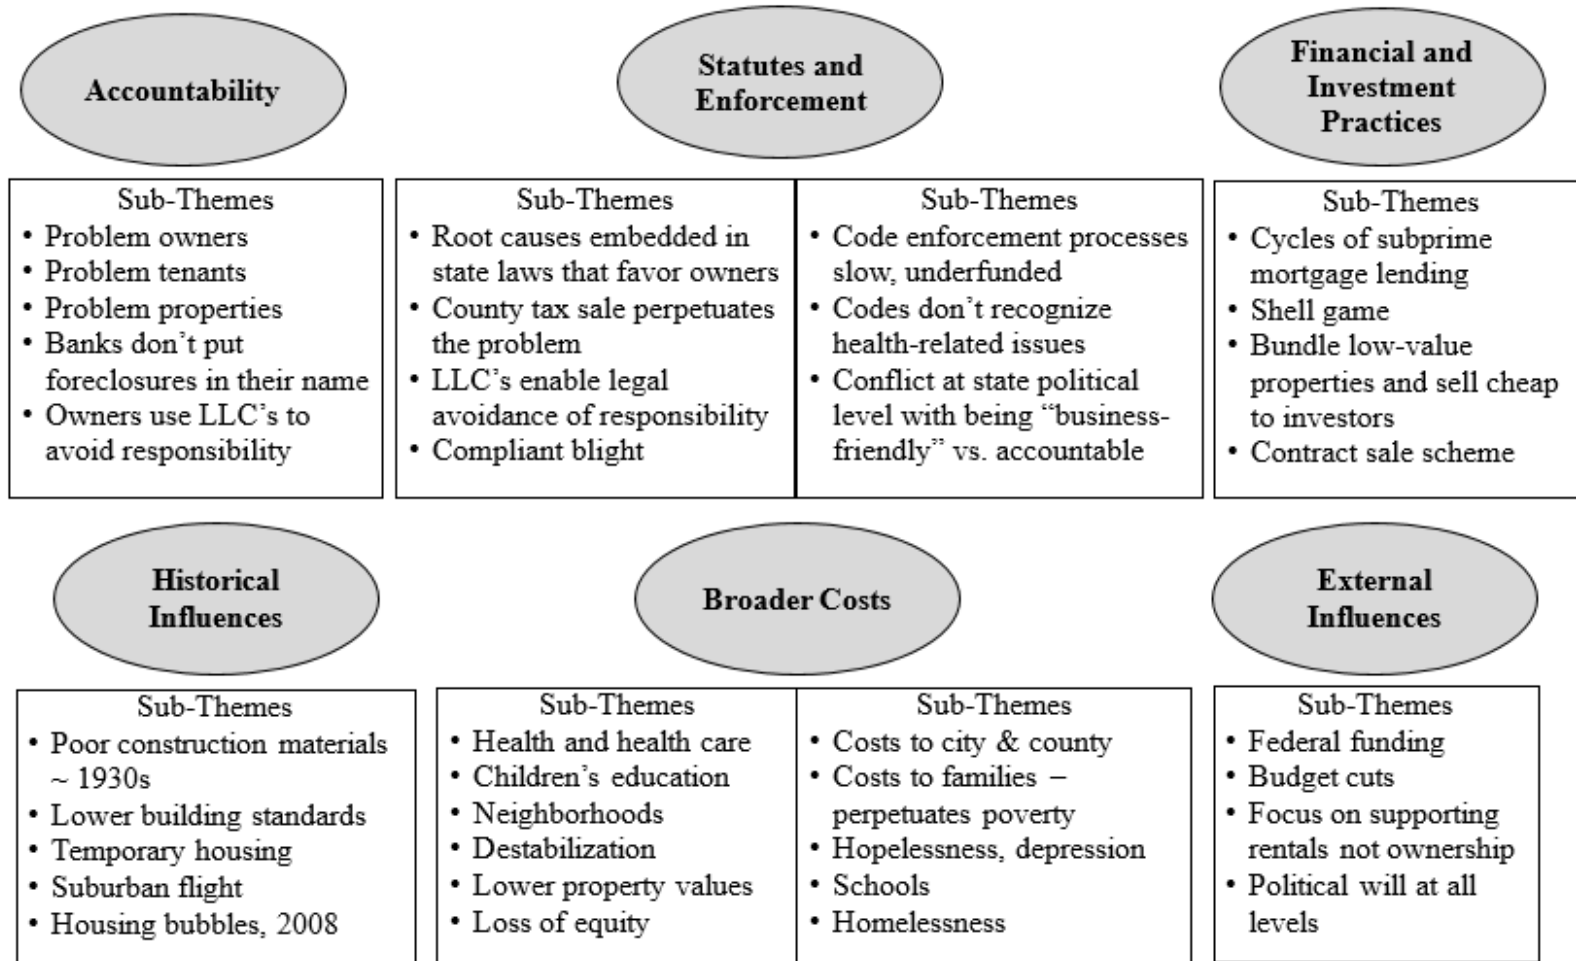 Accountability
Sub-Themes
• Problem owners
• Problem tenants
• Problem properties
• Banks don’t put
foreclosures in their name
• Owners use LLC’s to
avoid responsibility
Statutes and
Enforcement
Sub-Themes
• Root causes embedded in
state laws that favor owners
• County tax sale perpetuates
the problem
• LLC’s enable legal
avoidance of responsibility
• Compliant blight
Sub-Themes
• Code enforcement processes
slow, underfunded
• Codes don’t recognize
health-related issues
• Conflict at state political
level with being “business-
friendly” vs. accountable
Financial and
Investment
Practices
Sub-Themes
• Cycles of subprime
mortgage lending
• Shell game
• Bundle low-value
properties and sell cheap
to investors
• Contract sale scheme
Historical
Influences
Sub-Themes
• Poor construction materials
~ 1930s
• Lower building standards
• Temporary housing
• Suburban flight
• Housing bubbles, 2008
Broader Costs
Sub-Themes
• Health and health care
• Children’s education
• Neighborhoods
• Destabilization
• Lower property values
• Loss of equity
Sub-Themes
• Costs to city & county
• Costs to families –
perpetuates poverty
• Hopelessness, depression
• Schools
• Homelessness
External
Influences
Sub-Themes
• Federal funding
• Budget cuts
• Focus on supporting
rentals not ownership
• Political will at all
levels